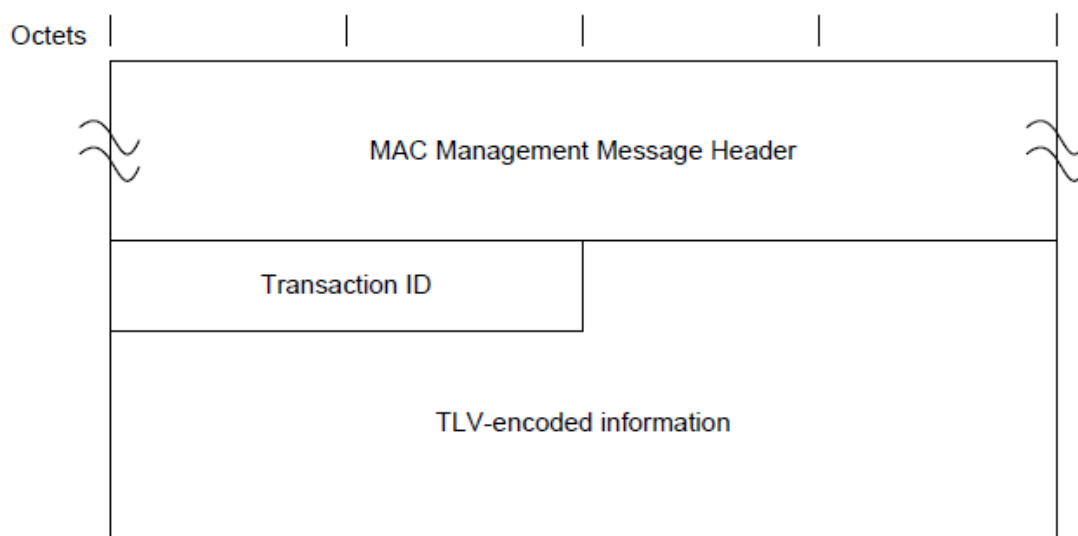 Octets
MAC Management Message Header
Transaction ID
TLV-encoded information